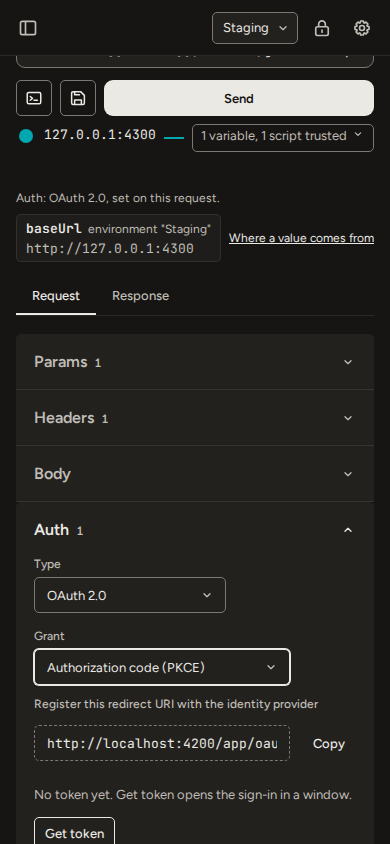 Staging
Send
127.0.0.1:4300
1 variable, 1 script trusted
Auth: OAuth 2.0, set on this request.
baseUrl environment "Staging"
http://127.0.0.1:4300
Where a value comes from
Request Response
Params 1
Headers 1
Body
Auth 1
Type
OAuth 2.0
Grant
Authorization code (PKCE)
Register this redirect URI with the identity provider
http://localhost:4200/app/oau
Copy
No token yet. Get token opens the sign-in in a window.
Get token